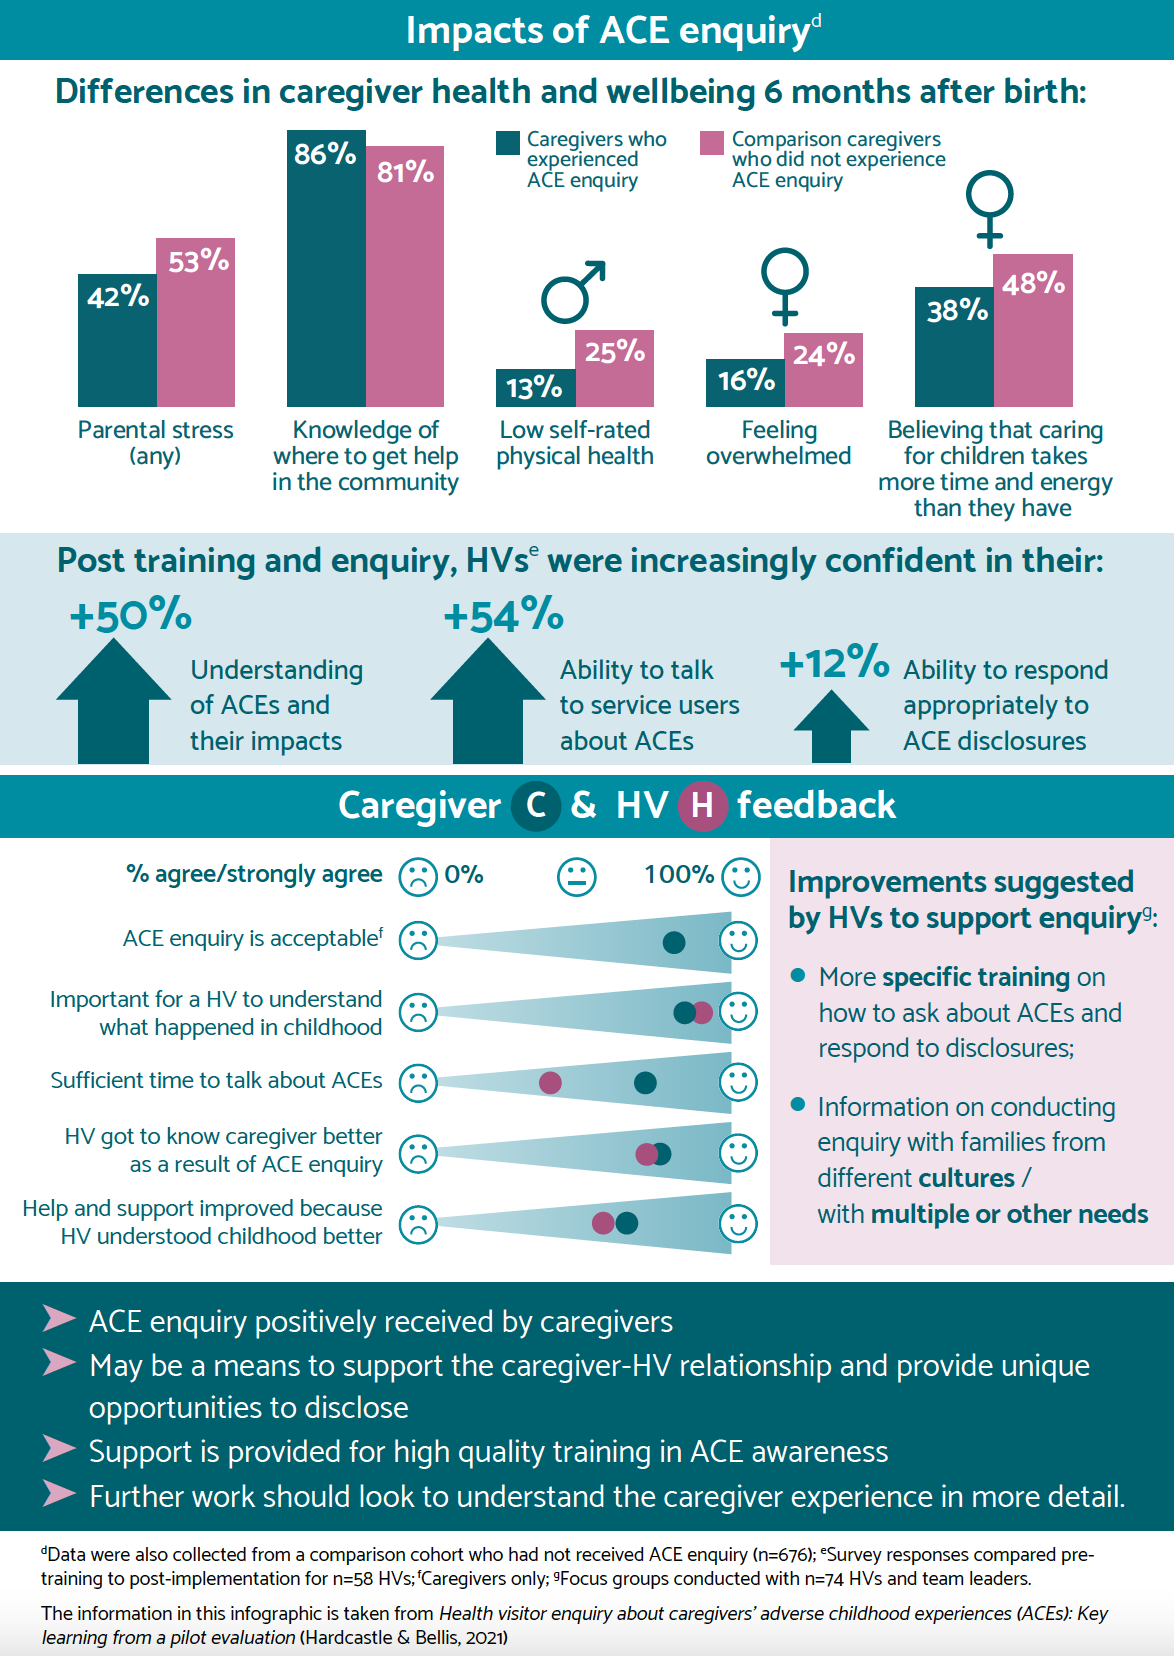 Impacts of ACE enquiryᵈ
Differences in caregiver health and wellbeing 6 months after birth:
Caregivers who
experienced
ACE enquiry
Comparison caregivers
who did not experience
ACE enquiry
42%
53%
86%
81%
13%
25%
16%
24%
38%
48%
Parental stress
(any)
Knowledge of
where to get help
in the community
Low self-rated
physical health
Feeling
overwhelmed
Believing that caring
for children takes
more time and energy
than they have
Post training and enquiry, HVsᵉ were increasingly confident in their:
+50%
Understanding
of ACEs and
their impacts
+54%
Ability to talk
to service users
about ACEs
+12%
Ability to respond
appropriately to
ACE disclosures
Caregiver C & HV H feedback
% agree/strongly agree 0% 100%
ACE enquiry is acceptableᶠ
Important for a HV to understand
what happened in childhood
Sufficient time to talk about ACEs
HV got to know caregiver better
as a result of ACE enquiry
Help and support improved because
HV understood childhood better
Improvements suggested
by HVs to support enquiryᵍ:
• More specific training on
how to ask about ACEs and
respond to disclosures;
• Information on conducting
enquiry with families from
different cultures /
with multiple or other needs
ACE enquiry positively received by caregivers
May be a means to support the caregiver-HV relationship and provide unique
opportunities to disclose
Support is provided for high quality training in ACE awareness
Further work should look to understand the caregiver experience in more detail.
ᵈData were also collected from a comparison cohort who had not received ACE enquiry (n=676); ᵉSurvey responses compared pre-
training to post-implementation for n=58 HVs; ᶠCaregivers only; ᵍFocus groups conducted with n=74 HVs and team leaders.
The information in this infographic is taken from Health visitor enquiry about caregivers' adverse childhood experiences (ACEs): Key
learning from a pilot evaluation (Hardcastle & Bellis, 2021)